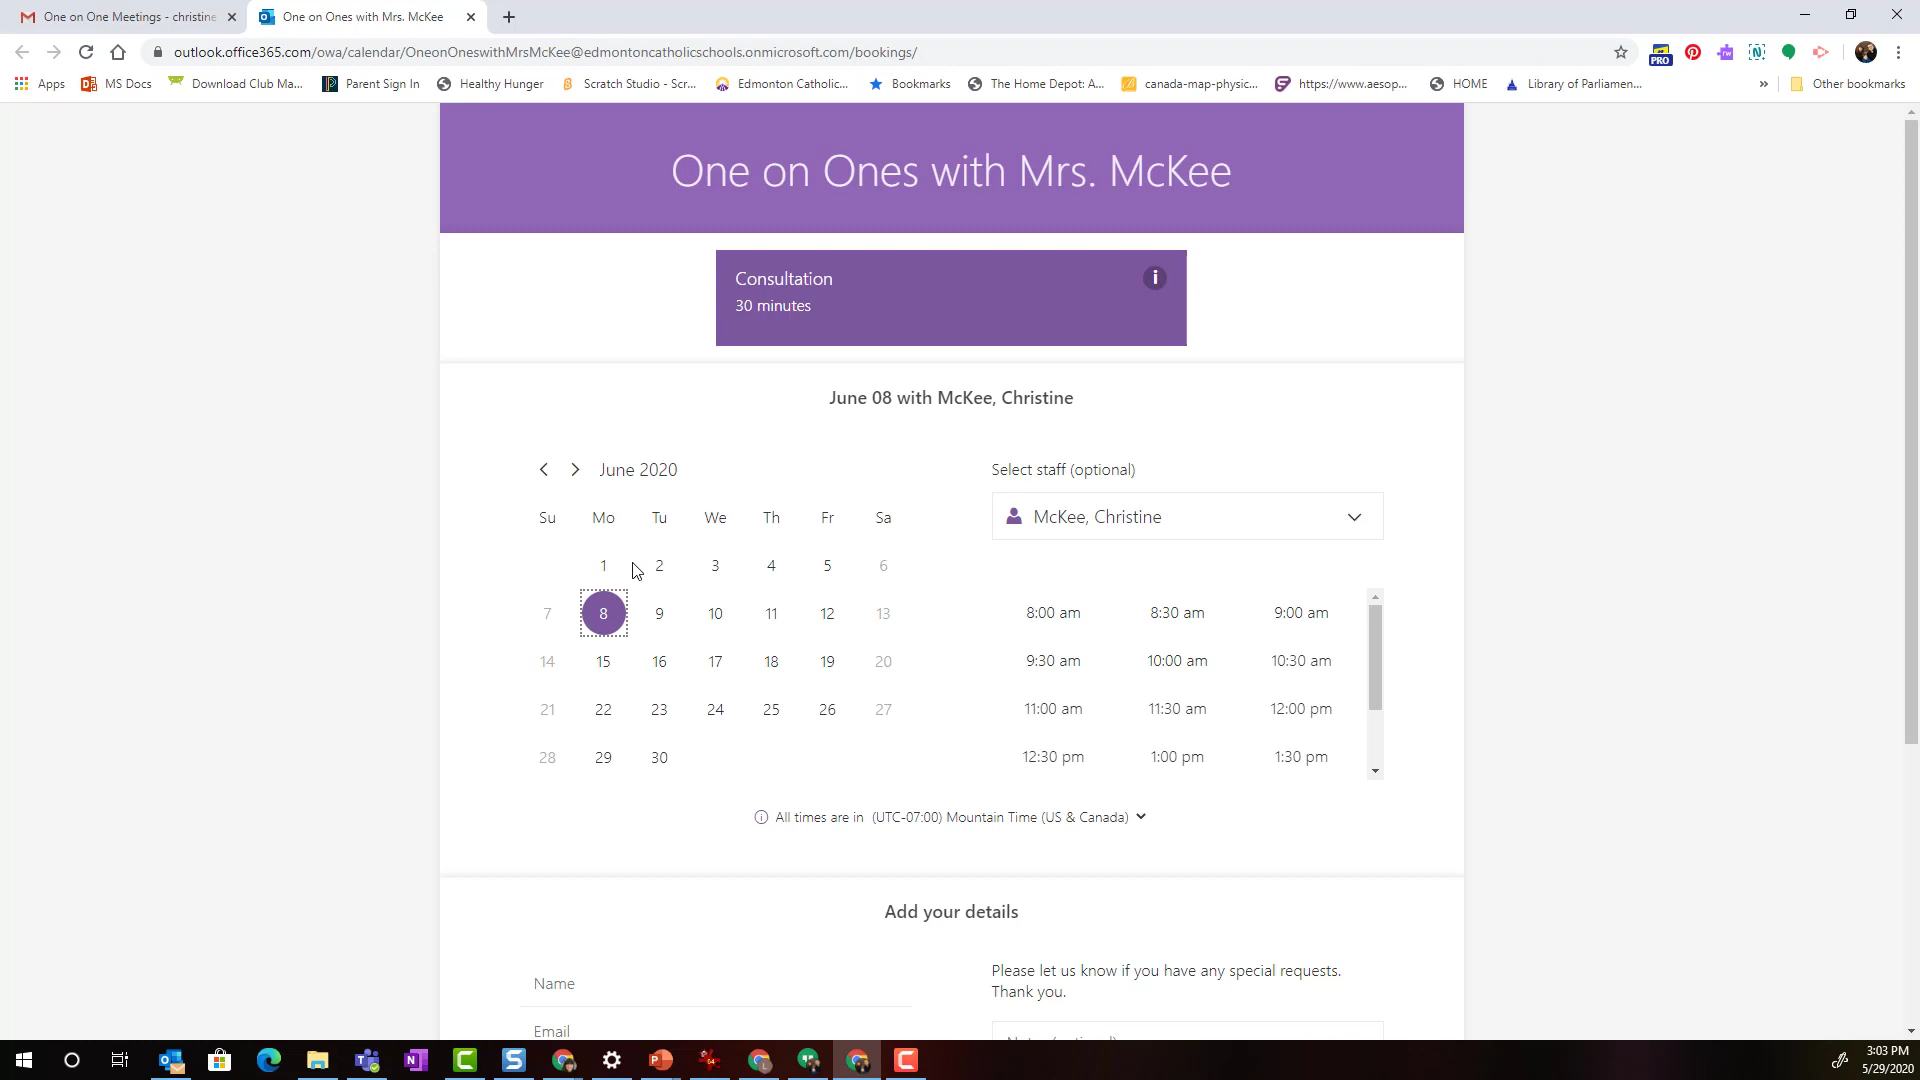 One on One Meetings - christine
One on Ones with Mrs. McKee
outlook.office365.com/owa/calendar/OneonOneswithMrsMcKee@edmontoncatholicschools.onmicrosoft.com/bookings/
PRO
Apps
MS Docs
Download Club Ma...
Parent Sign In
Healthy Hunger
Scratch Studio - Scr...
Edmonton Catholic...
Bookmarks
The Home Depot: A...
canada-map-physic...
https://www.aesop...
HOME
Library of Parliamen...
»
Other bookmarks
One on Ones with Mrs. McKee
Consultation
30 minutes
June 08 with McKee, Christine
June 2020
Su Mo Tu We Th Fr Sa
1 2 3 4 5 6
7 8 9 10 11 12 13
14 15 16 17 18 19 20
21 22 23 24 25 26 27
28 29 30
Select staff (optional)
McKee, Christine
8:00 am 8:30 am 9:00 am
9:30 am 10:00 am 10:30 am
11:00 am 11:30 am 12:00 pm
12:30 pm 1:00 pm 1:30 pm
All times are in (UTC-07:00) Mountain Time (US & Canada)
Add your details
Name
Email
Please let us know if you have any special requests.
Thank you.
3:03 PM
5/29/2020